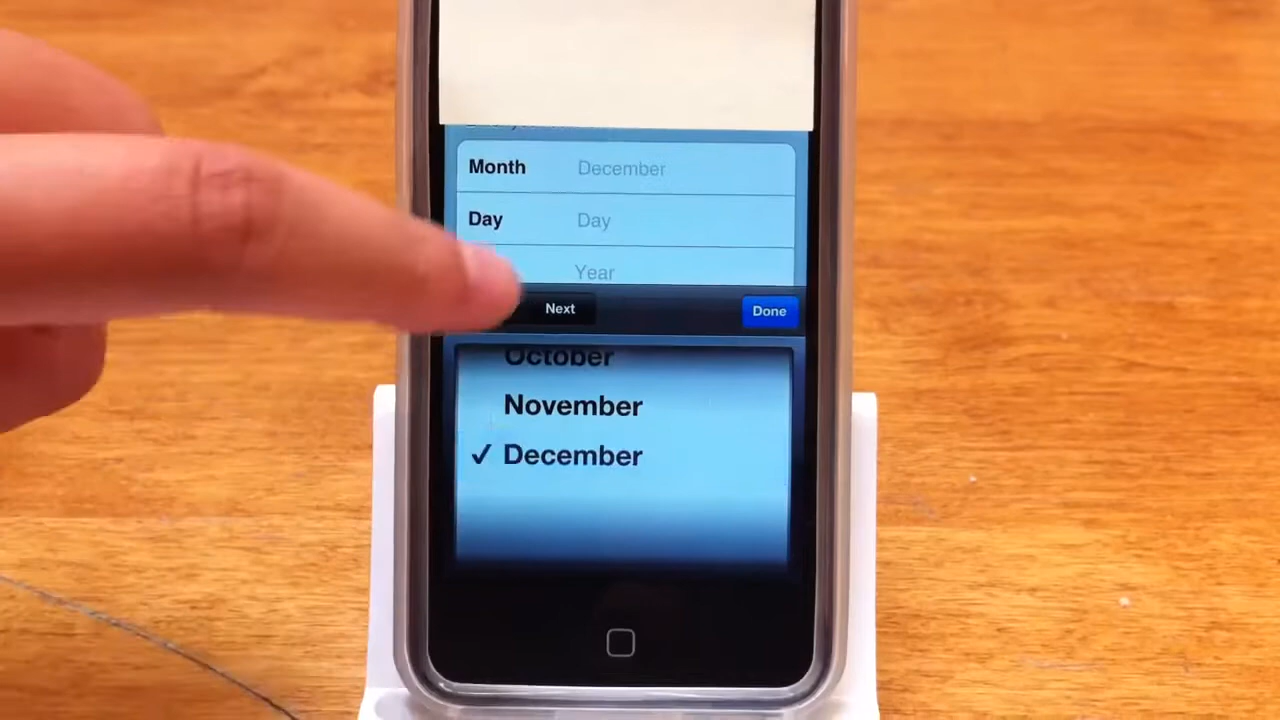 Month December
Day Day
Year
Next Done
October
November
✓ December